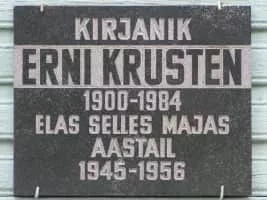 KIRJANIK
ERNI KRUSTEN
1900-1984
ELAS SELLES MAJAS
AASTAIL
1945-1956